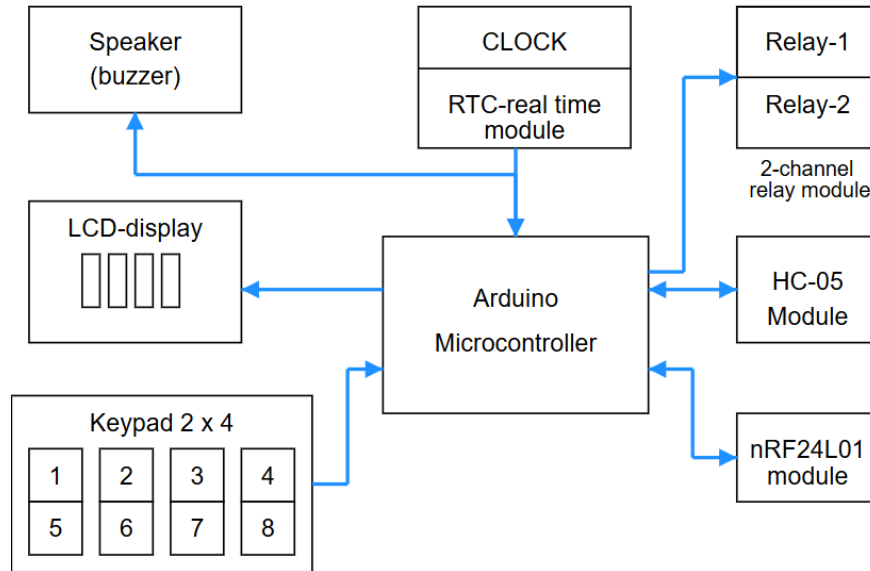 Speaker
(buzzer)
CLOCK
RTC-real time
module
Relay-1
Relay-2
2-channel
relay module
LCD-display
Arduino
Microcontroller
HC-05
Module
Keypad 2 x 4
1 2 3 4
5 6 7 8
nRF24L01
module